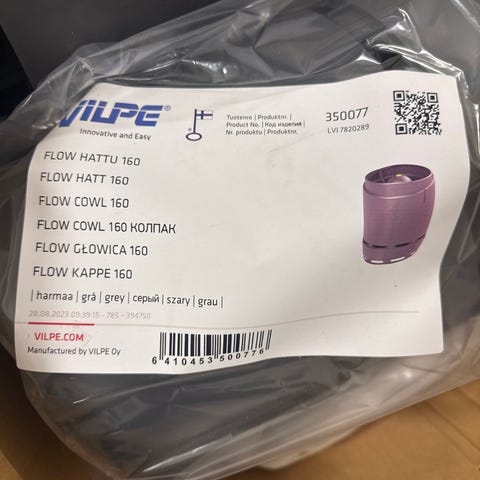 VILPE®
Innovative and Easy
Tuotenro | Produktnr. |
Product No. | Код изделия |
Nr. produktu | Produktnr.
350077
LVI 7820289
FLOW HATTU 160
FLOW HATT 160
FLOW COWL 160
FLOW COWL 160 КОЛПАК
FLOW GŁOWICA 160
FLOW KAPPE 160
| harmaa | grå | grey | серый | szary | grau |
28.08.2023 09:39:15 - 785 - 394750
VILPE.COM
Manufactured by VILPE Oy
6 410453 500776